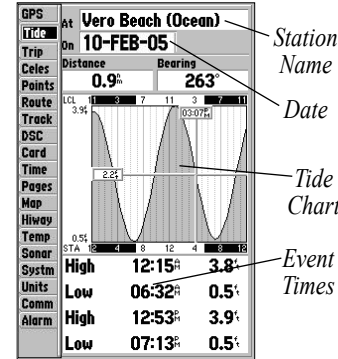 GPS
Tide
Trip
Celes
Points
Route
Track
DSC
Card
Time
Pages
Map
Hiway
Temp
Sonar
Systm
Units
Comm
Alarm
At Vero Beach (Ocean)
On 10-FEB-05
Distance Bearing
0.9 263°
LCL 11 3 7 11 3 7 11
3.9
03:07
2.2
0.5
STA 12 4 8 12 4 8 12
High 12:15 3.8
Low 06:32 0.5
High 12:53 3.9
Low 07:13 0.5
Station
Name
Date
Tide
Chart
Event
Times